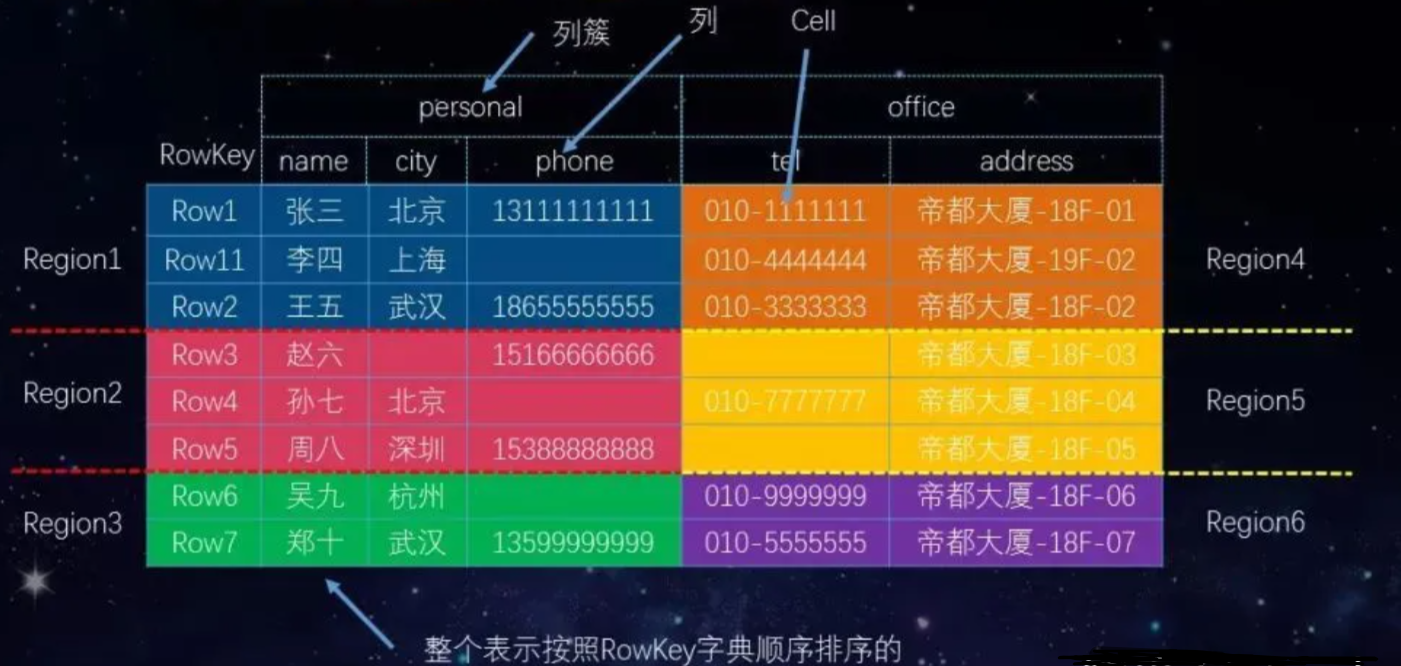 列簇 列 Cell
personal office
RowKey name city phone tel address
Row1 张三 北京 13111111111 010-1111111 帝都大厦-18F-01
Region1 Row11 李四 上海 010-4444444 帝都大厦-19F-02 Region4
Row2 王五 武汉 18655555555 010-3333333 帝都大厦-18F-02
Row3 赵六 15166666666 帝都大厦-18F-03
Region2 Row4 孙七 北京 010-7777777 帝都大厦-18F-04 Region5
Row5 周八 深圳 15388888888 帝都大厦-18F-05
Row6 吴九 杭州 010-9999999 帝都大厦-18F-06
Region3 Row7 郑十 武汉 13599999999 010-5555555 帝都大厦-18F-07 Region6
整个表示按照RowKey字典顺序排序的